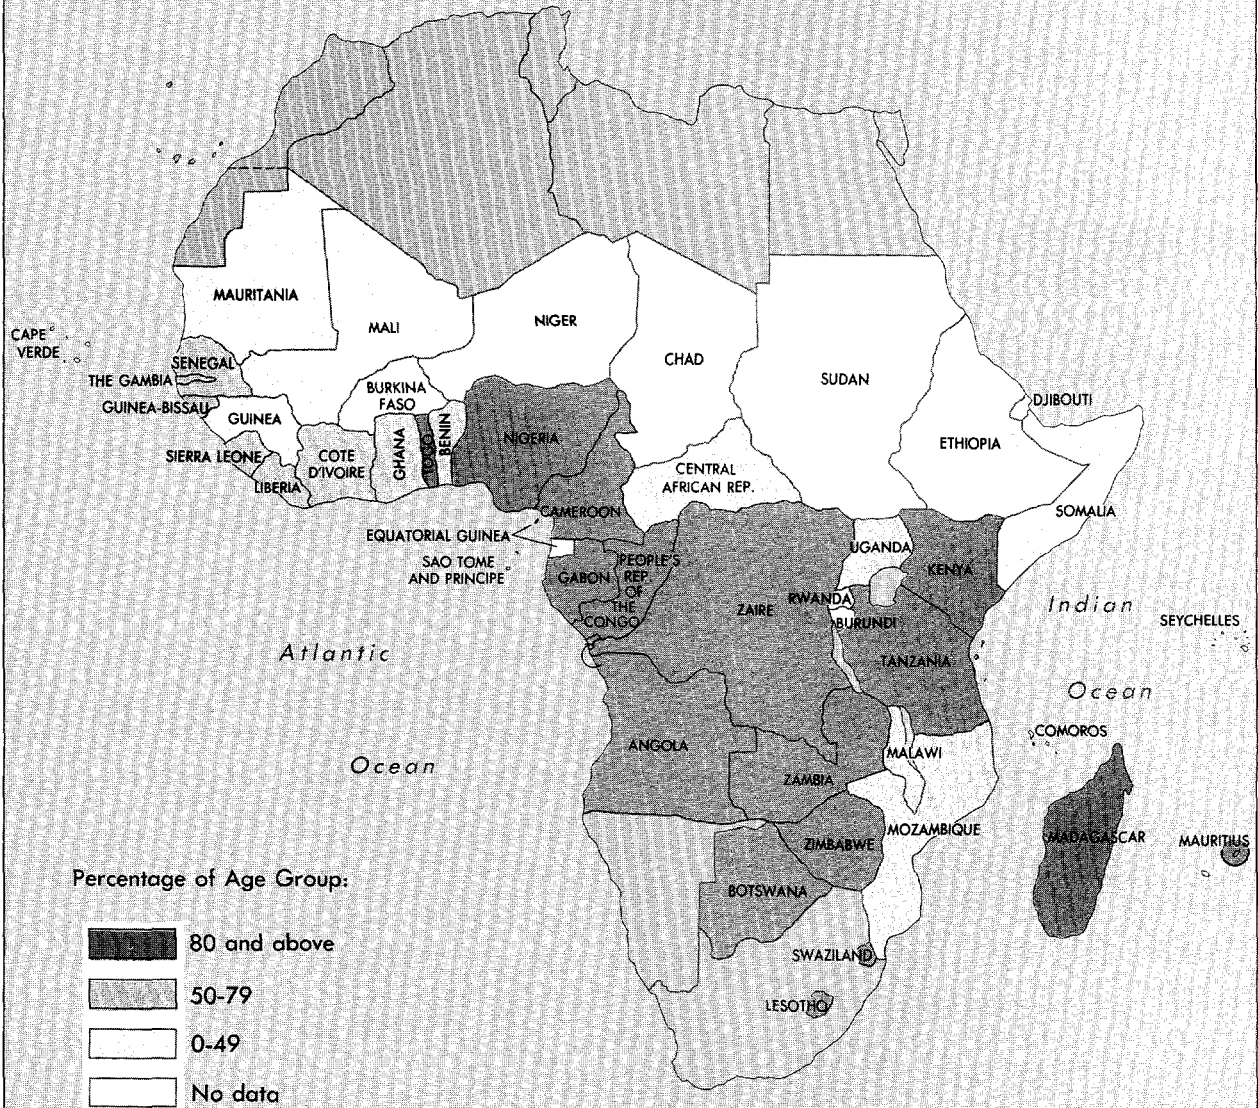 MAURITANIA
MALI
NIGER
CHAD
SUDAN
CAPE
VERDE
SENEGAL
THE GAMBIA
GUINEA-BISSAU
GUINEA
SIERRA LEONE
LIBERIA
COTE
D'IVOIRE
BURKINA
FASO
GHANA
TOGO
BENIN
NIGERIA
CAMEROON
CENTRAL
AFRICAN REP.
DJIBOUTI
ETHIOPIA
SOMALIA
EQUATORIAL GUINEA
SAO TOME
AND PRINCIPE
GABON
PEOPLE'S
REP.
OF
THE
CONGO
ZAIRE
UGANDA
KENYA
RWANDA
BURUNDI
TANZANIA
Indian
Ocean
SEYCHELLES
COMOROS
Atlantic
Ocean
ANGOLA
ZAMBIA
MALAWI
MOZAMBIQUE
ZIMBABWE
BOTSWANA
MADAGASCAR
MAURITIUS
SWAZILAND
LESOTHO
Percentage of Age Group:
80 and above
50-79
0-49
No data